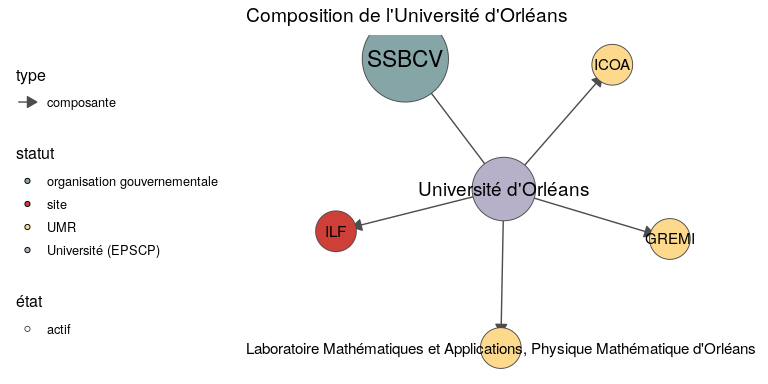 Composition de l'Université d'Orléans
type
composante
statut
organisation gouvernementale
site
UMR
Université (EPSCP)
état
actif
SSBCV
ICOA
Université d'Orléans
ILF
GREMI
Laboratoire Mathématiques et Applications, Physique Mathématique d'Orléans